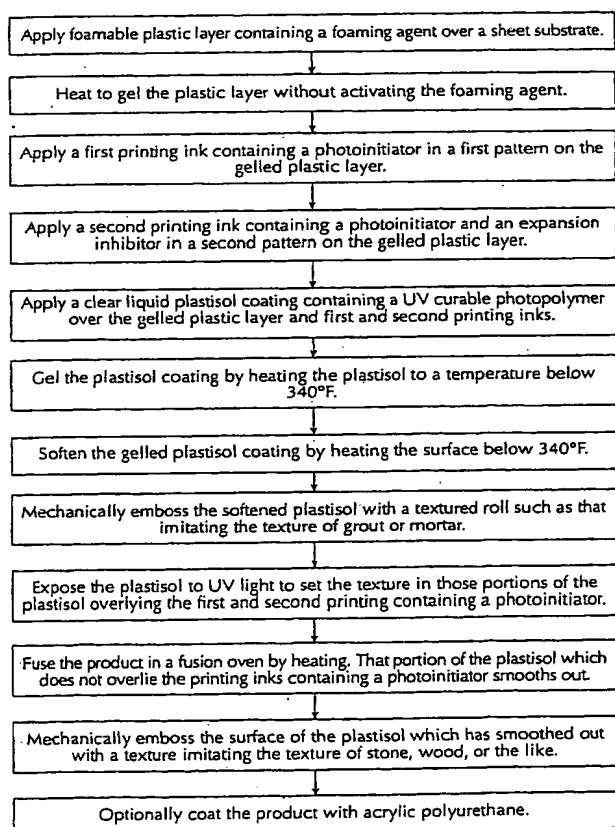 Apply foamable plastic layer containing a foaming agent over a sheet substrate.
Heat to gel the plastic layer without activating the foaming agent.
Apply a first printing ink containing a photoinitiator in a first pattern on the
gelled plastic layer.
Apply a second printing ink containing a photoinitiator and an expansion
inhibitor in a second pattern on the gelled plastic layer.
Apply a clear liquid plastisol coating containing a UV curable photopolymer
over the gelled plastic layer and first and second printing inks.
Gel the plastisol coating by heating the plastisol to a temperature below
340°F.
Soften the gelled plastisol coating by heating the surface below 340°F.
Mechanically emboss the softened plastisol with a textured roll such as that
imitating the texture of grout or mortar.
Expose the plastisol to UV light to set the texture in those portions of the
plastisol overlying the first and second printing containing a photoinitiator.
Fuse the product in a fusion oven by heating. That portion of the plastisol which
does not overlie the printing inks containing a photoinitiator smooths out.
Mechanically emboss the surface of the plastisol which has smoothed out
with a texture imitating the texture of stone, wood, or the like.
Optionally coat the product with acrylic polyurethane.